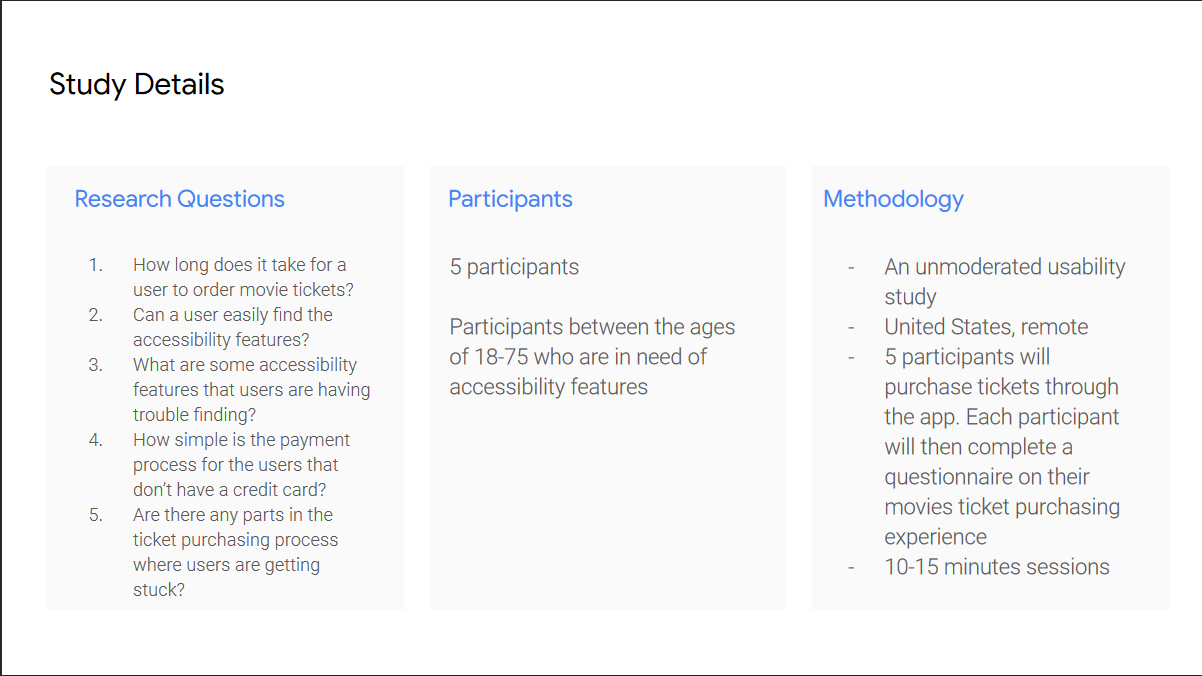 Study Details
Research Questions
1. How long does it take for a
user to order movie tickets?
2. Can a user easily find the
accessibility features?
3. What are some accessibility
features that users are having
trouble finding?
4. How simple is the payment
process for the users that
don't have a credit card?
5. Are there any parts in the
ticket purchasing process
where users are getting
stuck?
Participants
5 participants
Participants between the ages
of 18-75 who are in need of
accessibility features
Methodology
- An unmoderated usability
study
- United States, remote
- 5 participants will
purchase tickets through
the app. Each participant
will then complete a
questionnaire on their
movies ticket purchasing
experience
- 10-15 minutes sessions